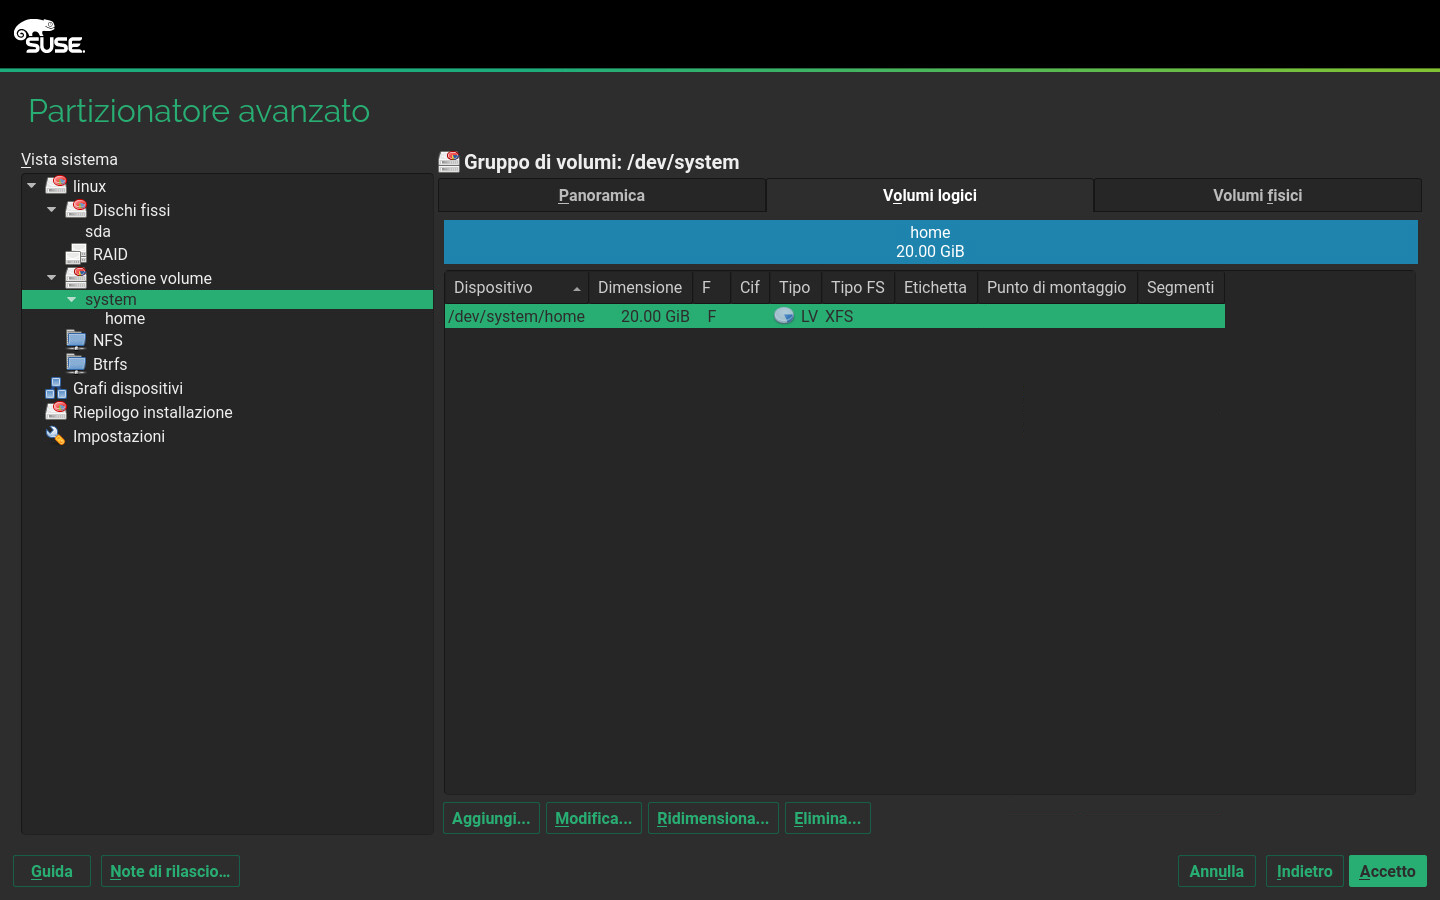 SUSE
Partizionatore avanzato
Vista sistema
linux
Dischi fissi
sda
RAID
Gestione volume
system
home
NFS
Btrfs
Grafi dispositivi
Riepilogo installazione
Impostazioni
Gruppo di volumi: /dev/system
Panoramica Volumi logici Volumi fisici
home
20.00 GiB
Dispositivo Dimensione F Cif Tipo Tipo FS Etichetta Punto di montaggio Segmenti
/dev/system/home 20.00 GiB F LV XFS
Aggiungi... Modifica... Ridimensiona... Elimina...
Guida Note di rilascio... Annulla Indietro Accetto